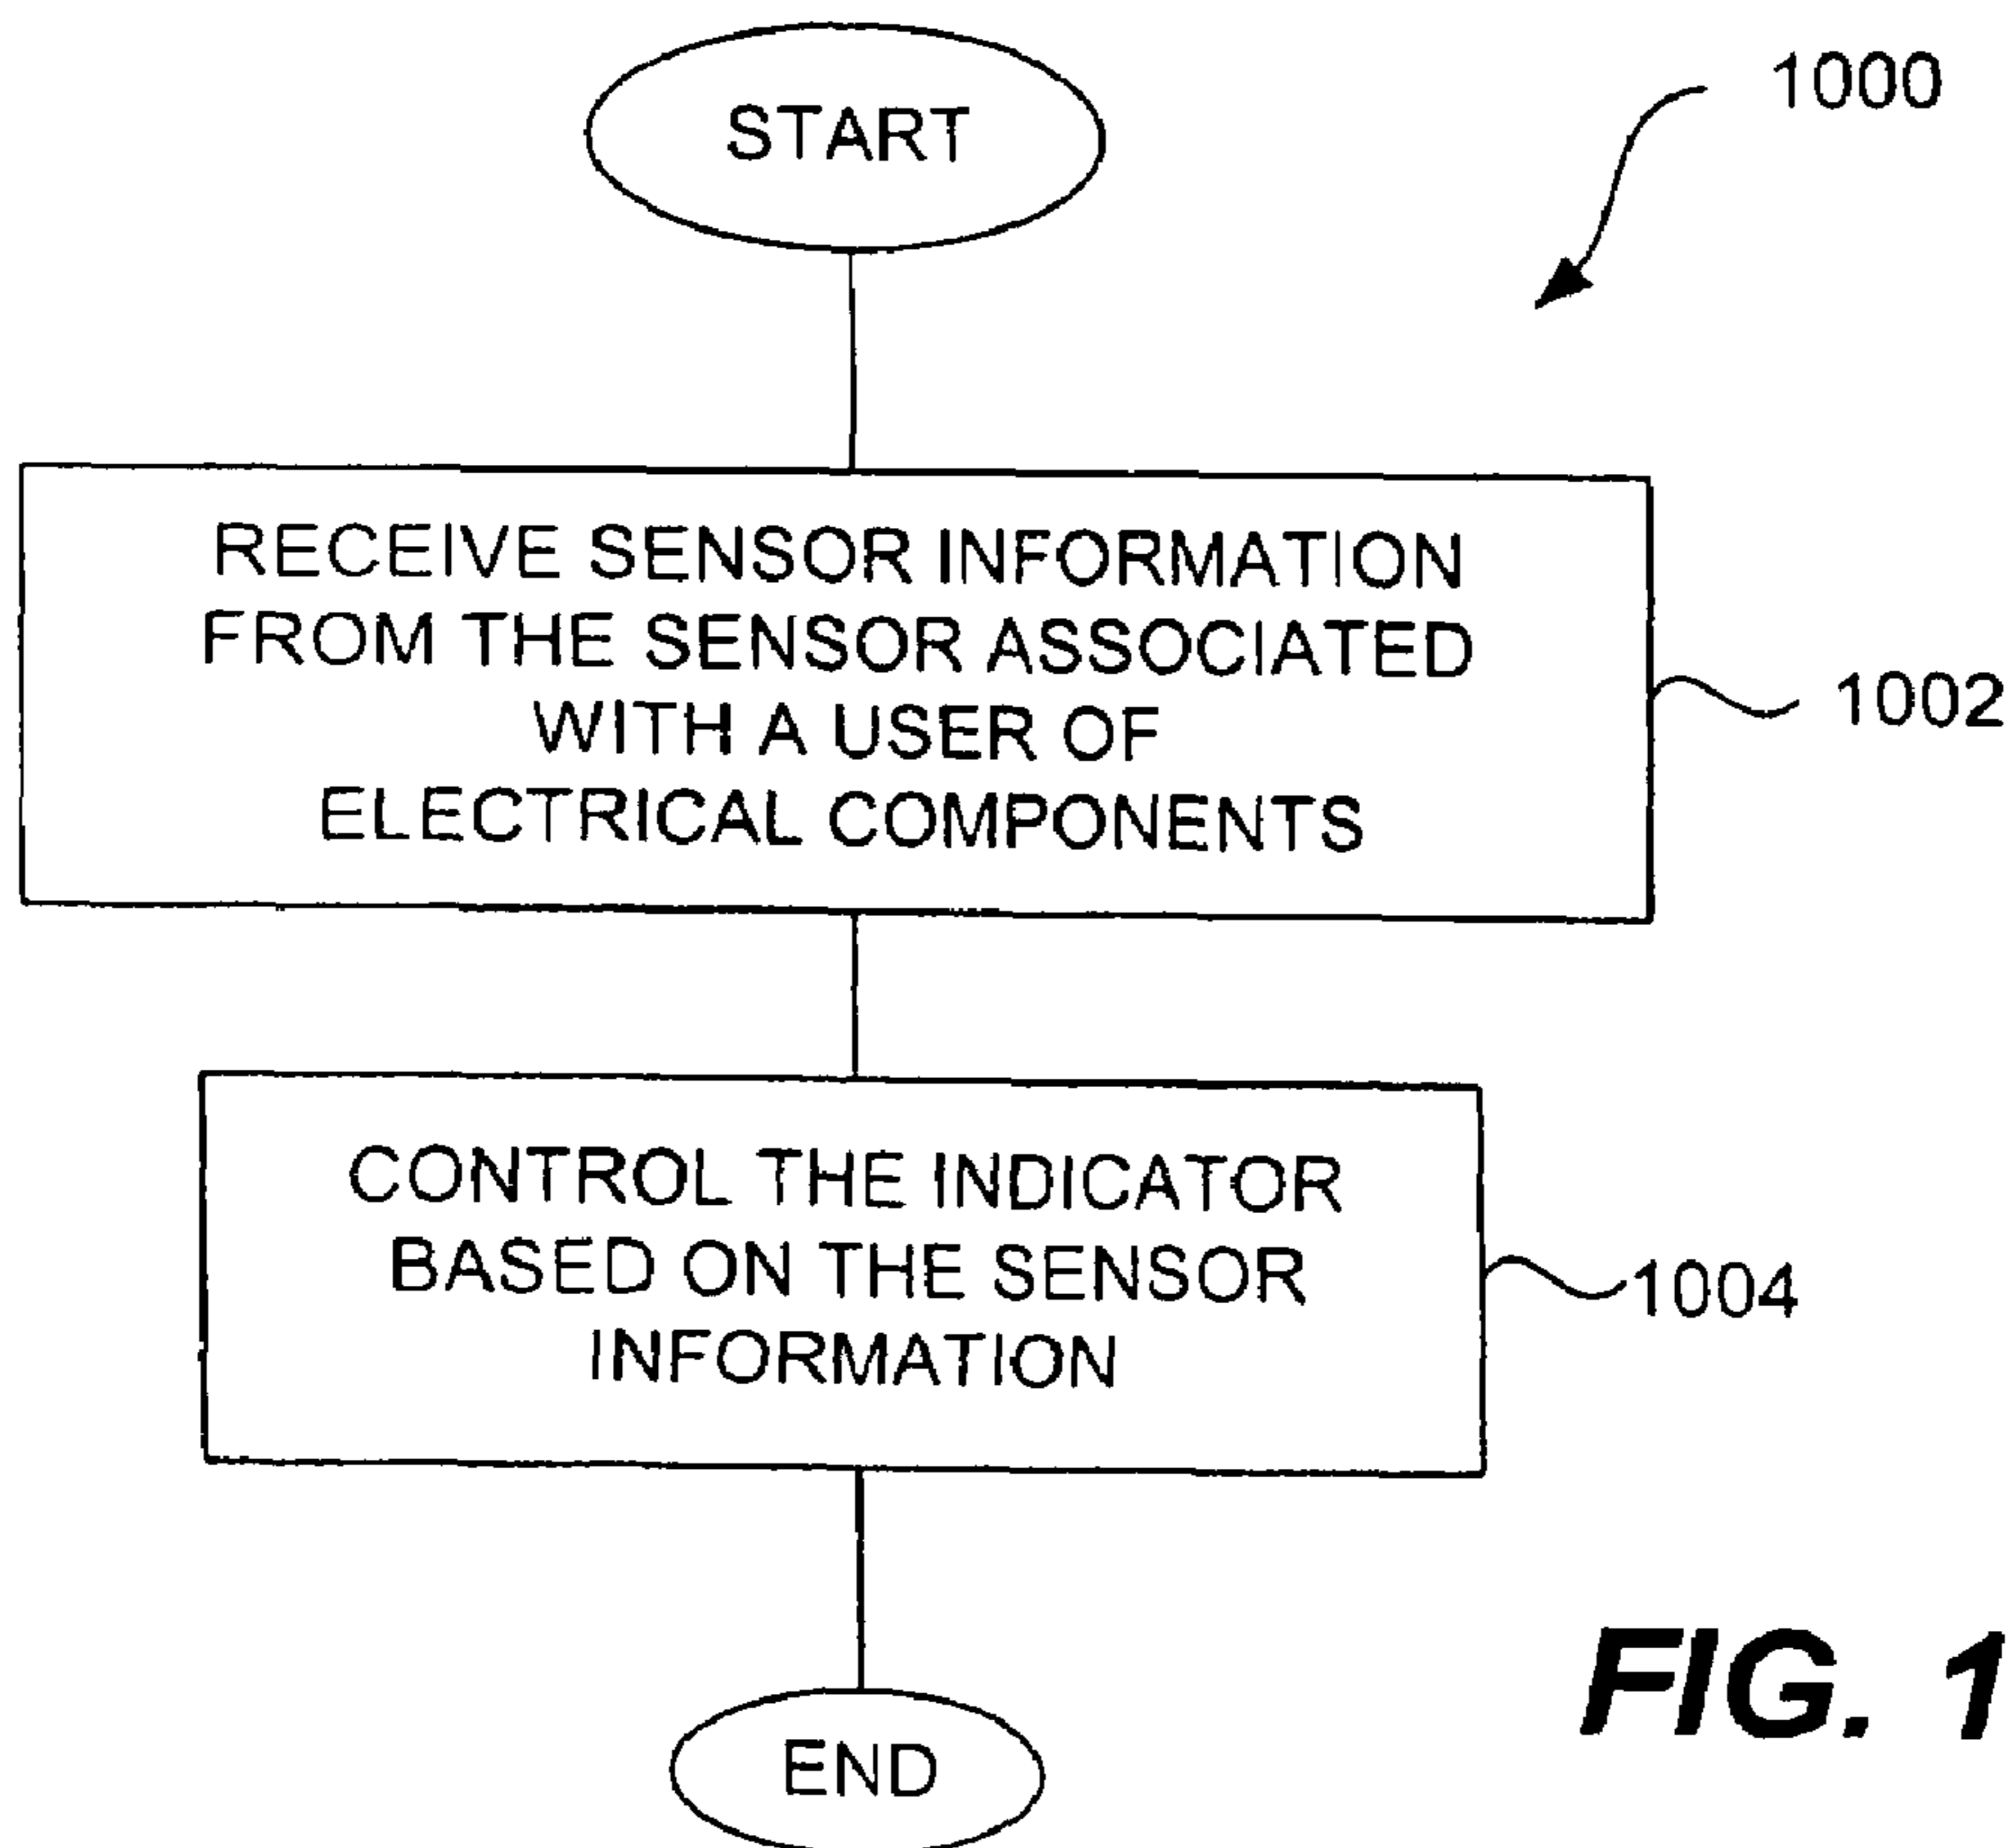 START
1000
RECEIVE SENSOR INFORMATION
FROM THE SENSOR ASSOCIATED
WITH A USER OF
ELECTRICAL COMPONENTS
1002
CONTROL THE INDICATOR
BASED ON THE SENSOR
INFORMATION
1004
END
FIG. 1